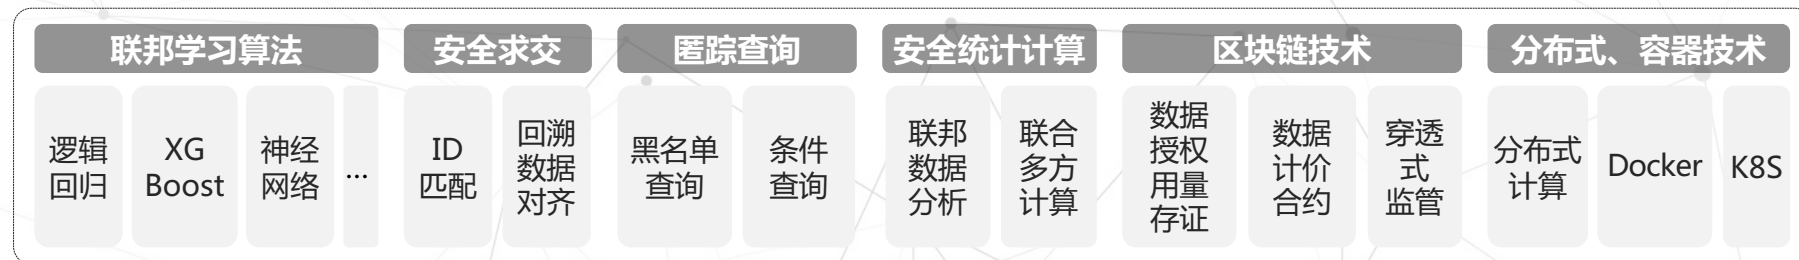 联邦学习算法
逻辑
回归
XG
Boost
神经
网络
...
安全求交
ID
匹配
回溯
数据
对齐
匿踪查询
黑名单
查询
条件
查询
安全统计计算
联邦
数据
分析
联合
多方
计算
区块链技术
数据
授权
用量
存证
数据
计价
合约
穿透
式
监管
分布式、容器技术
分布式
计算
Docker
K8S